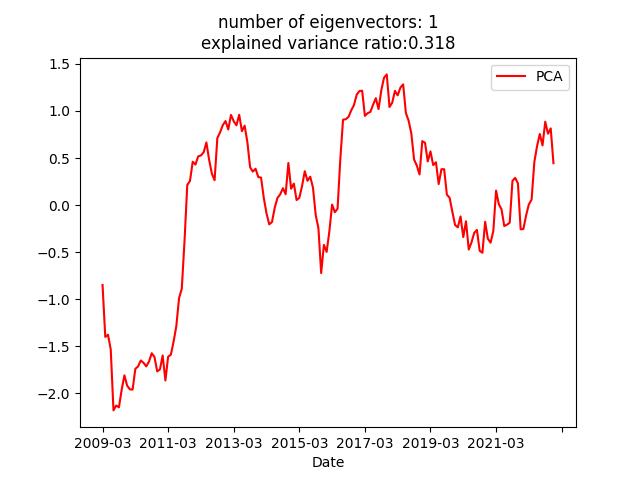 number of eigenvectors: 1
explained variance ratio:0.318
PCA
1.5
1.0
0.5
0.0
−0.5
−1.0
−1.5
−2.0
2009-03 2011-03 2013-03 2015-03 2017-03 2019-03 2021-03
Date